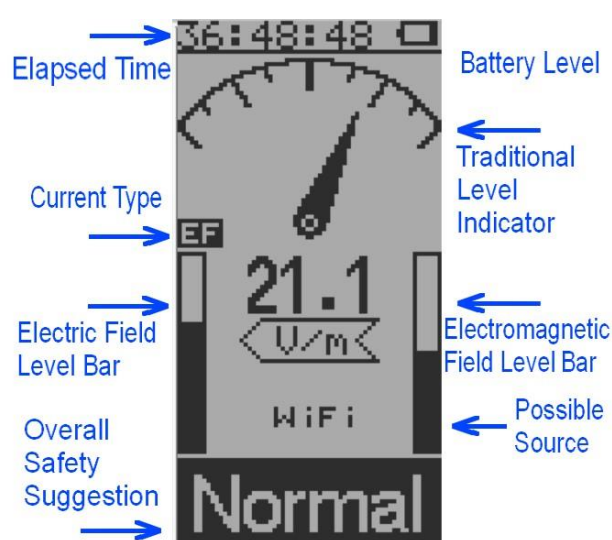 36:48:48
Elapsed Time
Battery Level
Traditional
Level
Indicator
Current Type
EF
21.1
V/m
Electric Field
Level Bar
Electromagnetic
Field Level Bar
WiFi
Possible
Source
Overall
Safety
Suggestion
Normal